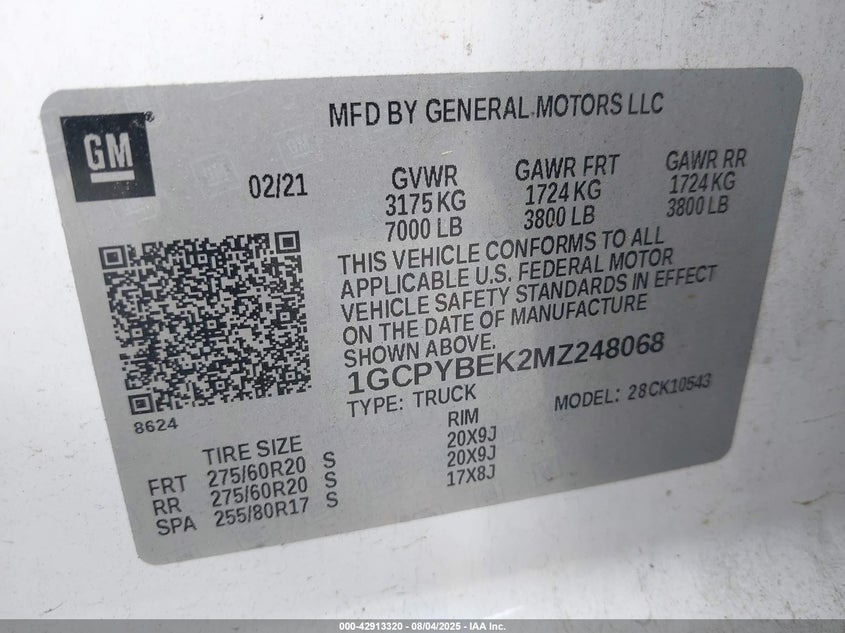 GM®
MFD BY GENERAL MOTORS LLC
02/21
GVWR
3175 KG
7000 LB
GAWR FRT
1724 KG
3800 LB
GAWR RR
1724 KG
3800 LB
THIS VEHICLE CONFORMS TO ALL
APPLICABLE U.S. FEDERAL MOTOR
VEHICLE SAFETY STANDARDS IN EFFECT
ON THE DATE OF MANUFACTURE
SHOWN ABOVE.
1GCPYBEK2MZ248068
TYPE: TRUCK
MODEL: 28CK10543
8624
TIRE SIZE
RIM
FRT 275/60R20 S 20X9J
RR 275/60R20 S 20X9J
SPA 255/80R17 S 17X8J
000-42913320 - 08/04/2025 - IAA Inc.